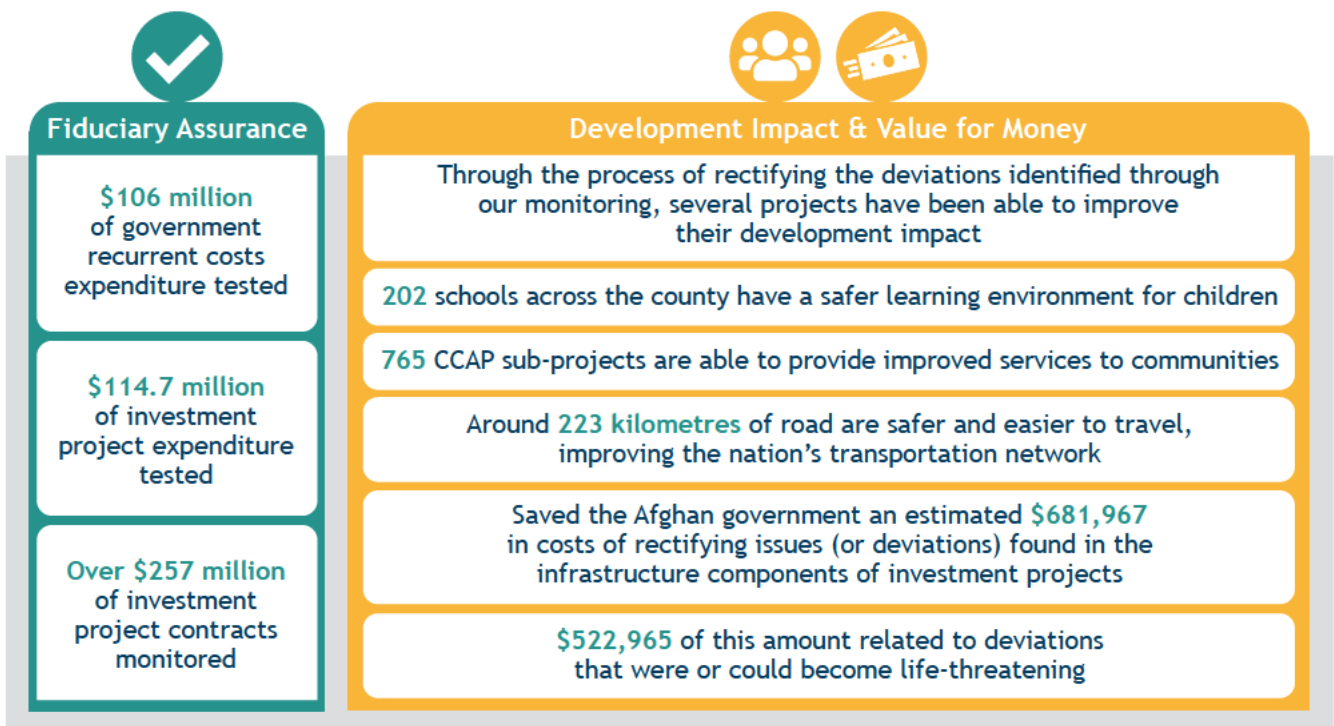 Fiduciary Assurance
$106 million
of government
recurrent costs
expenditure tested
$114.7 million
of investment
project expenditure
tested
Over $257 million
of investment
project contracts
monitored
Development Impact & Value for Money
Through the process of rectifying the deviations identified through
our monitoring, several projects have been able to improve
their development impact
202 schools across the county have a safer learning environment for children
765 CCAP sub-projects are able to provide improved services to communities
Around 223 kilometres of road are safer and easier to travel,
improving the nation’s transportation network
Saved the Afghan government an estimated $681,967
in costs of rectifying issues (or deviations) found in the
infrastructure components of investment projects
$522,965 of this amount related to deviations
that were or could become life-threatening